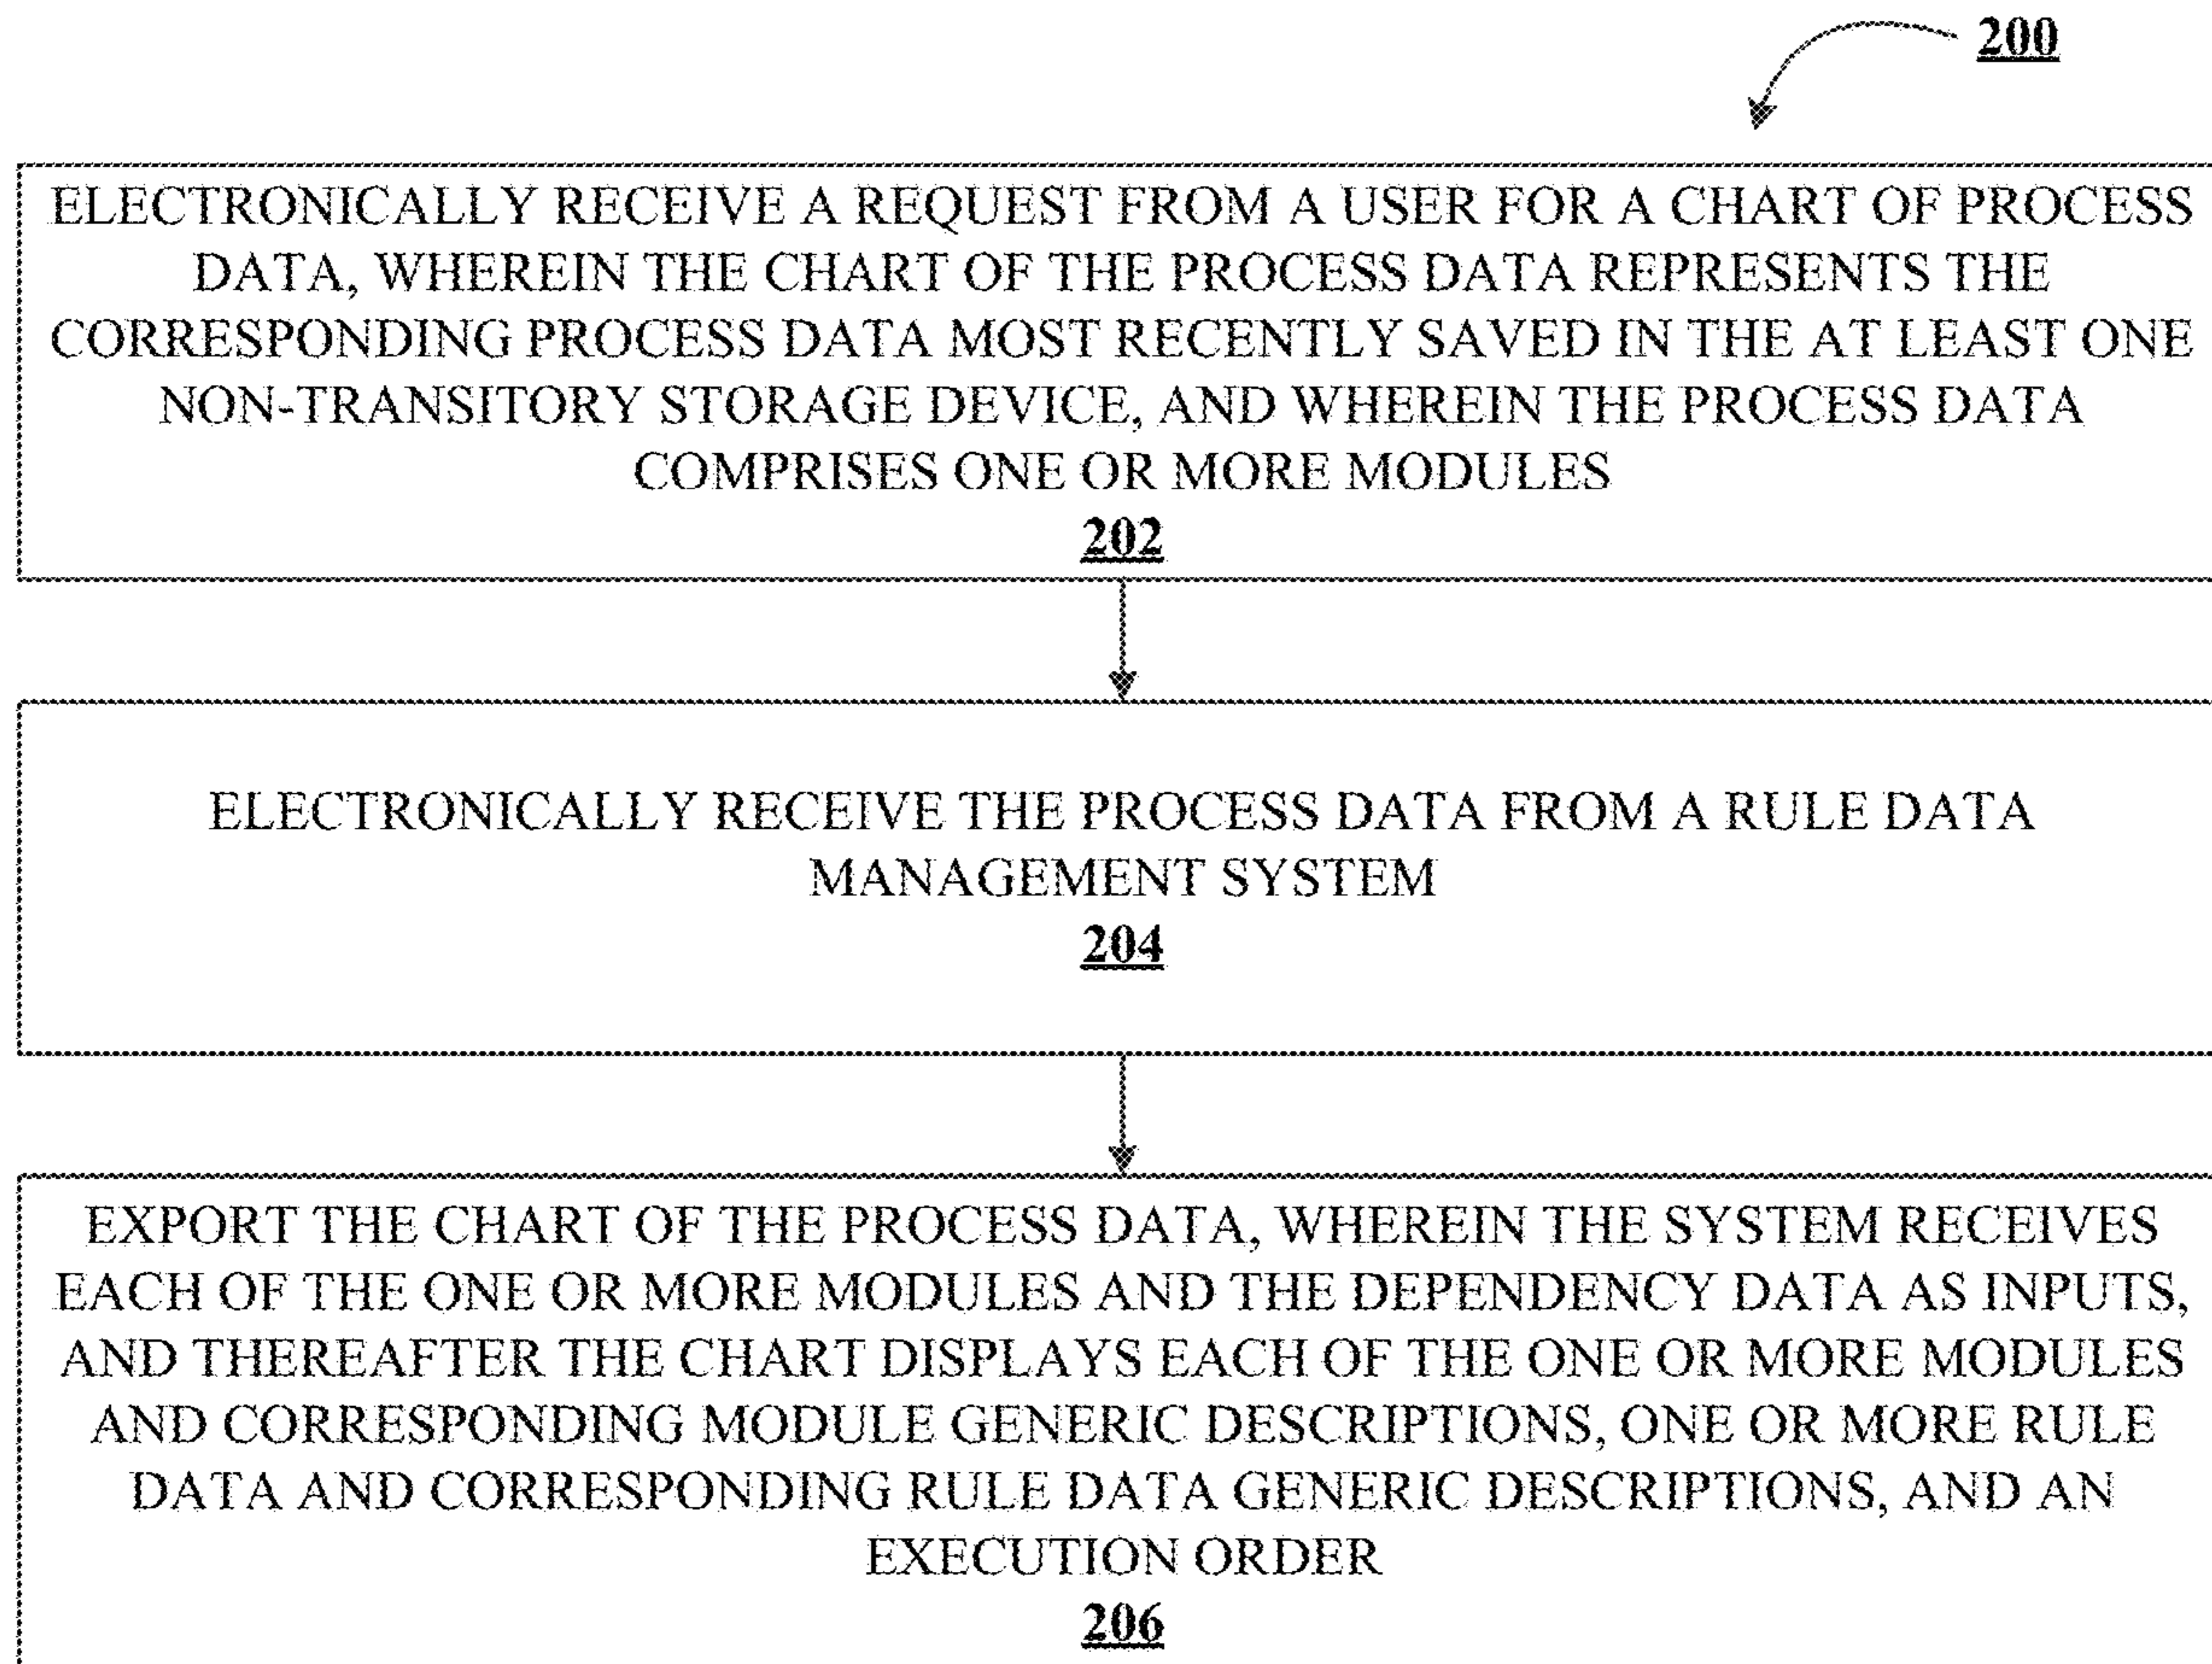 200
ELECTRONICALLY RECEIVE A REQUEST FROM A USER FOR A CHART OF PROCESS
DATA, WHEREIN THE CHART OF THE PROCESS DATA REPRESENTS THE
CORRESPONDING PROCESS DATA MOST RECENTLY SAVED IN THE AT LEAST ONE
NON-TRANSITORY STORAGE DEVICE, AND WHEREIN THE PROCESS DATA
COMPRISES ONE OR MORE MODULES
202
ELECTRONICALLY RECEIVE THE PROCESS DATA FROM A RULE DATA
MANAGEMENT SYSTEM
204
EXPORT THE CHART OF THE PROCESS DATA, WHEREIN THE SYSTEM RECEIVES
EACH OF THE ONE OR MORE MODULES AND THE DEPENDENCY DATA AS INPUTS,
AND THEREAFTER THE CHART DISPLAYS EACH OF THE ONE OR MORE MODULES
AND CORRESPONDING MODULE GENERIC DESCRIPTIONS, ONE OR MORE RULE
DATA AND CORRESPONDING RULE DATA GENERIC DESCRIPTIONS, AND AN
EXECUTION ORDER
206